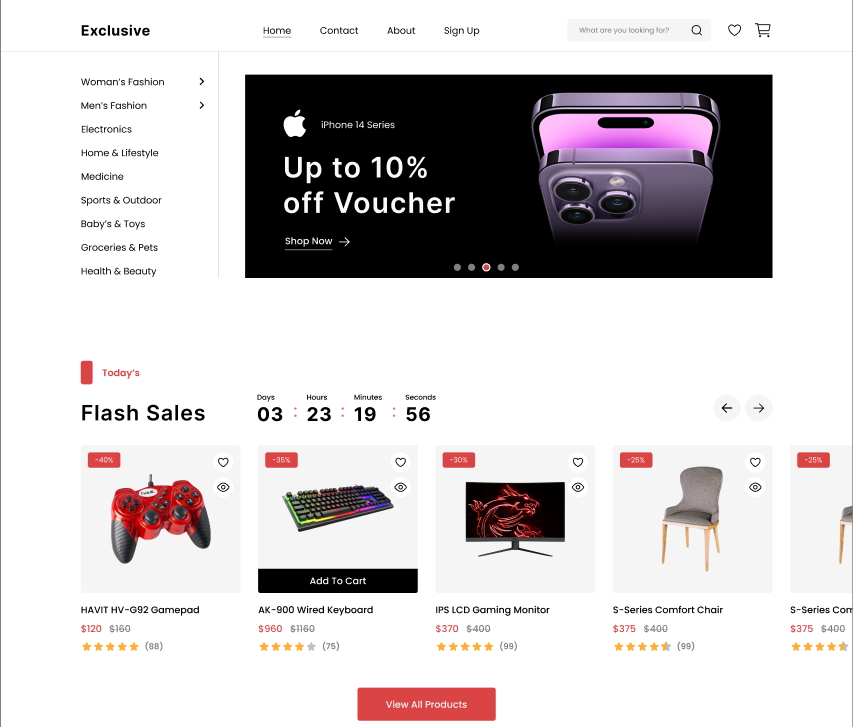 Exclusive
Home Contact About Sign Up
What are you looking for?
Woman's Fashion
Men's Fashion
Electronics
Home & Lifestyle
Medicine
Sports & Outdoor
Baby's & Toys
Groceries & Pets
Health & Beauty
iPhone 14 Series
Up to 10%
off Voucher
Shop Now
Today's
Flash Sales
Days Hours Minutes Seconds
03 : 23 : 19 : 56
-40%
-35%
-30%
-25%
-25%
Add To Cart
HAVIT HV-G92 Gamepad
$120 $160
(88)
AK-900 Wired Keyboard
$960 $1160
(75)
IPS LCD Gaming Monitor
$370 $400
(99)
S-Series Comfort Chair
$375 $400
(99)
S-Series Com
$375 $400
View All Products